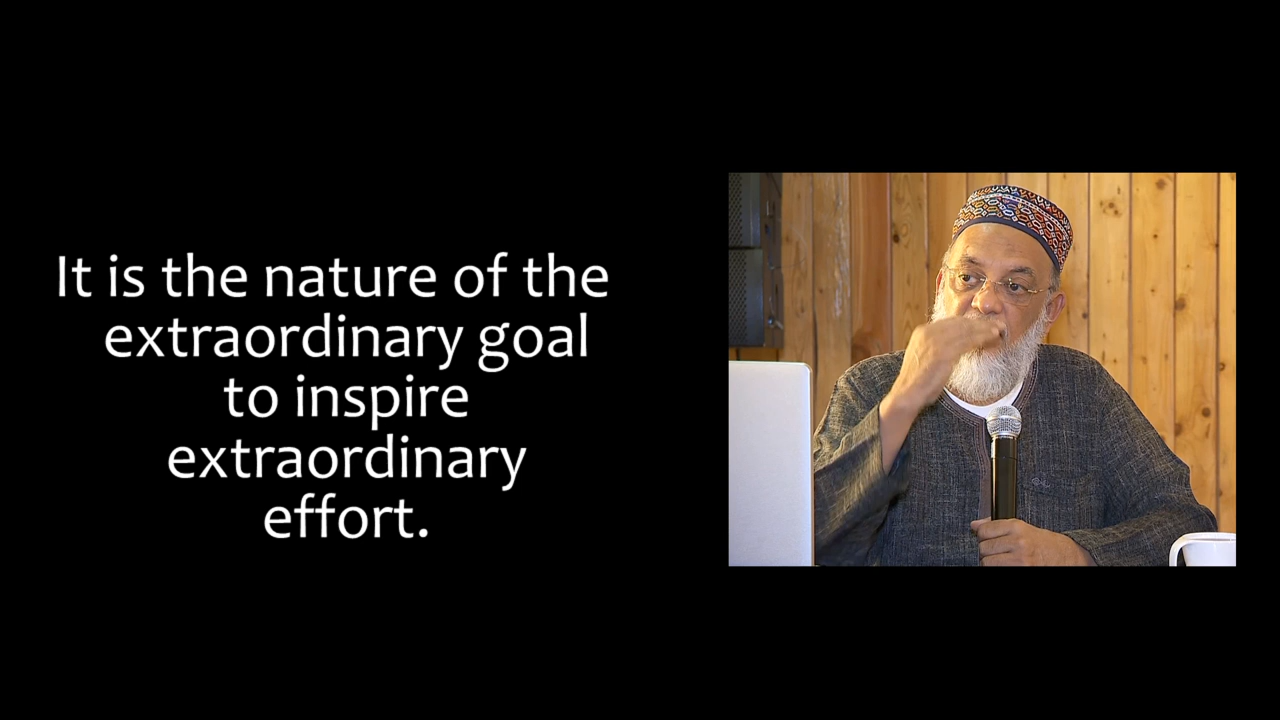 It is the nature of the
extraordinary goal
to inspire
extraordinary
effort.